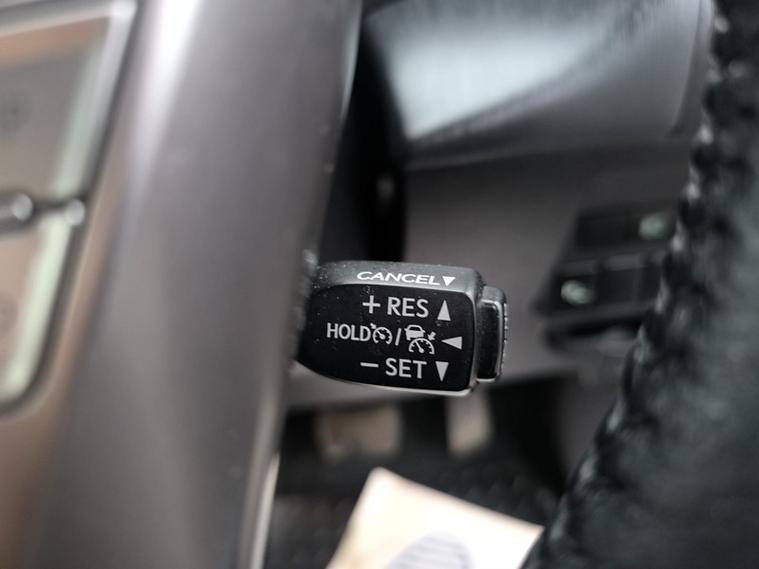 CANCEL▼
+ RES ▲
HOLD / ◀
− SET ▼